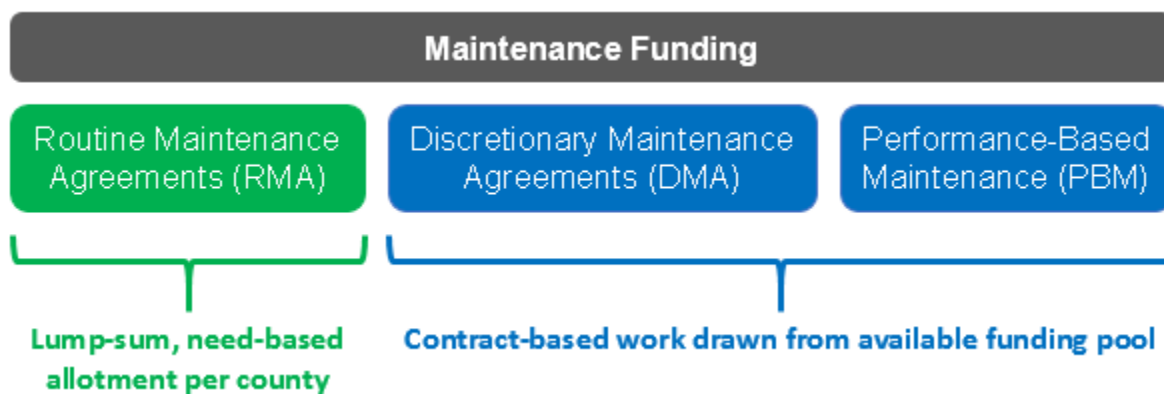 Maintenance Funding
Routine Maintenance
Agreements (RMA)
Discretionary Maintenance
Agreements (DMA)
Performance-Based
Maintenance (PBM)
Lump-sum, need-based
allotment per county
Contract-based work drawn from available funding pool